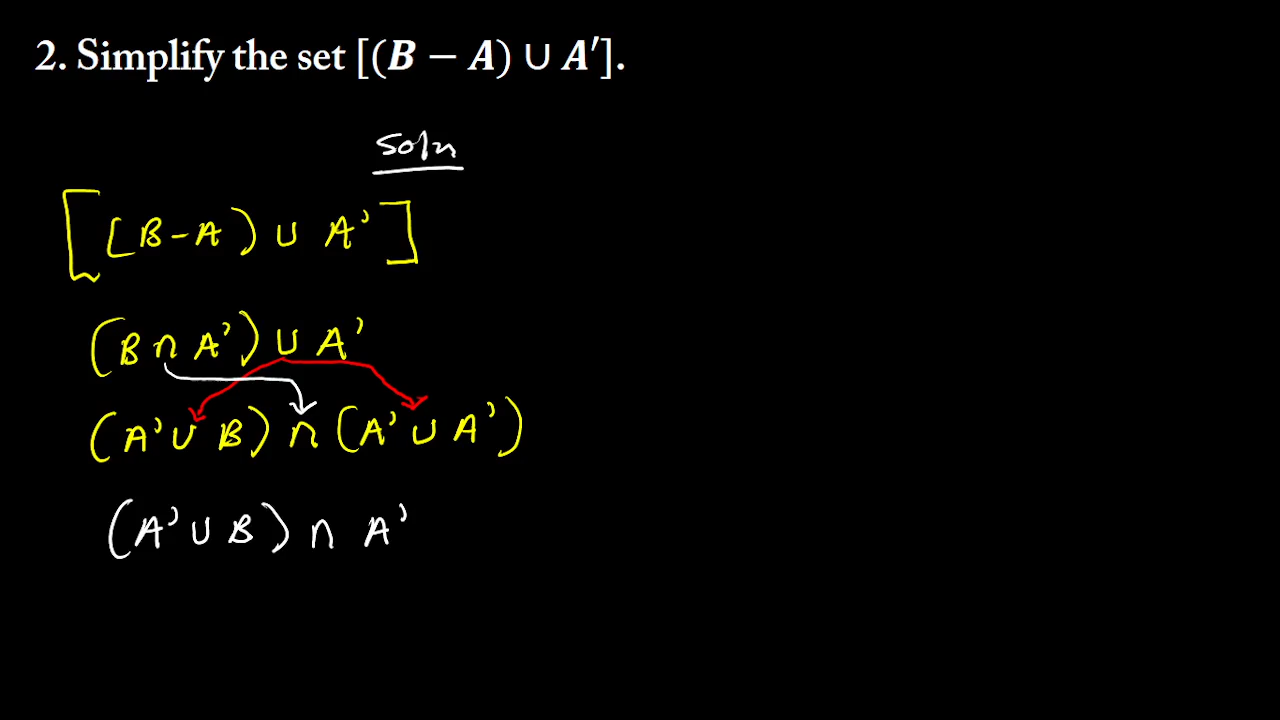 2. Simplify the set [(B − A) ∪ A′].
Soln
[[B-A) ∪ A']
(B ∩ A') ∪ A'
(A' ∪ B) ∩ (A' ∪ A')
(A' ∪ B) ∩ A'